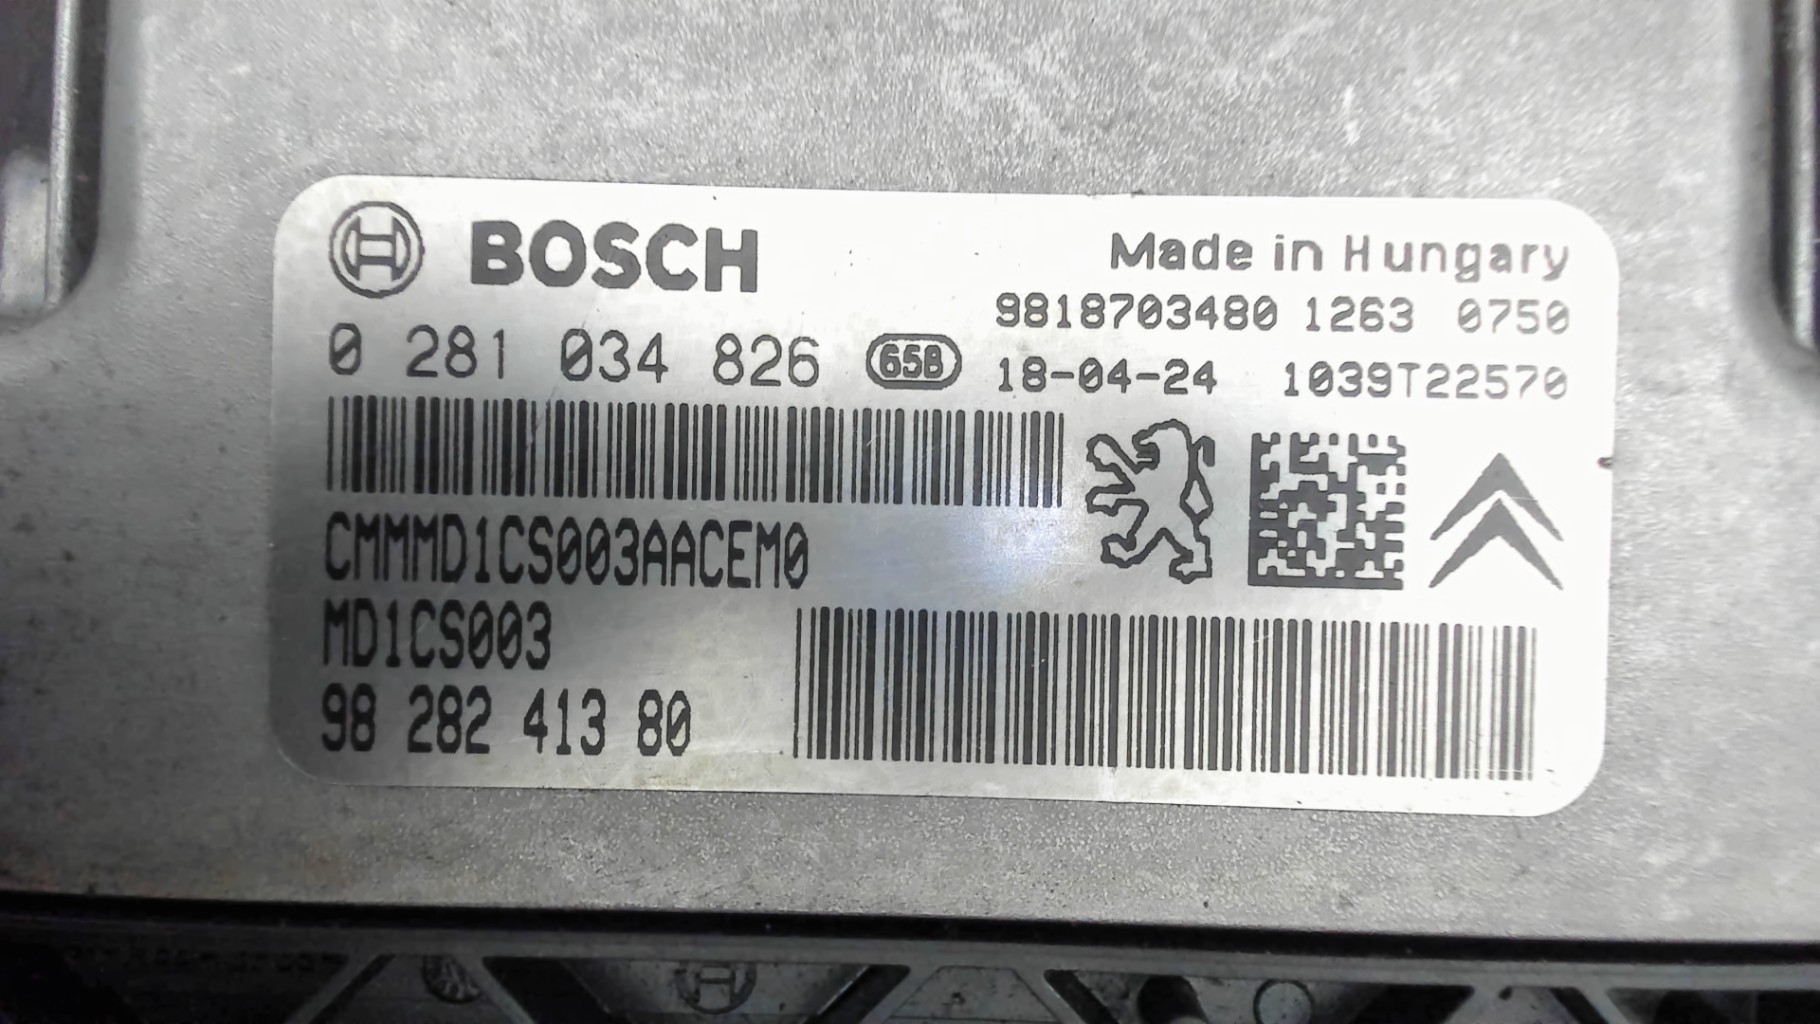 BOSCH
Made in Hungary
9818703480 1263 0750
0 281 034 826 65B 18-04-24 1039T22570
CMMMD1CS003AACEM0
MD1CS003
98 282 413 80